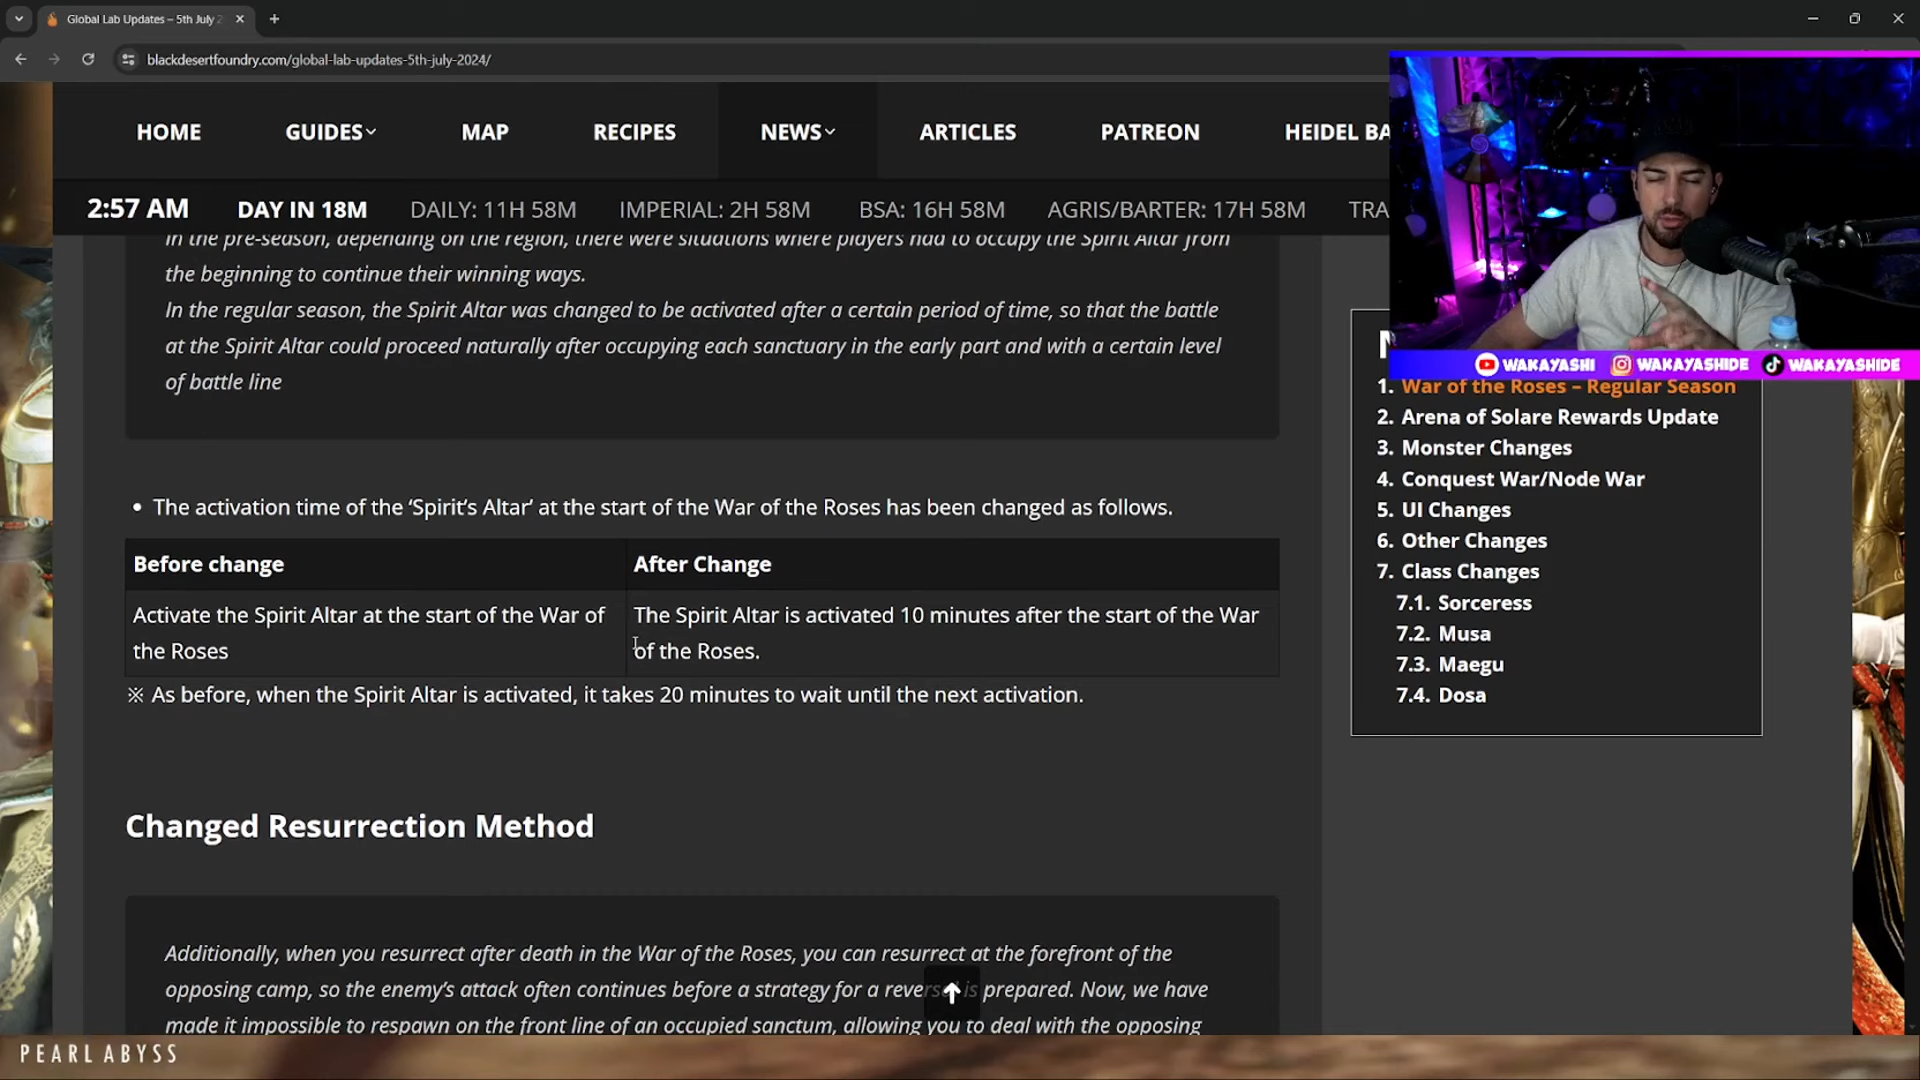 Global Lab Updates – 5th July 2
blackdesertfoundry.com/global-lab-updates-5th-july-2024/
HOME GUIDES MAP RECIPES NEWS ARTICLES PATREON HEIDEL BA
2:57 AM DAY IN 18M DAILY: 11H 58M IMPERIAL: 2H 58M BSA: 16H 58M AGRIS/BARTER: 17H 58M TRA
In the pre-season, depending on the region, there were situations where players had to occupy the Spirit Altar from
the beginning to continue their winning ways.
In the regular season, the Spirit Altar was changed to be activated after a certain period of time, so that the battle
at the Spirit Altar could proceed naturally after occupying each sanctuary in the early part and with a certain level
of battle line
• The activation time of the ‘Spirit’s Altar’ at the start of the War of the Roses has been changed as follows.
Before change After Change
Activate the Spirit Altar at the start of the War of
the Roses
The Spirit Altar is activated 10 minutes after the start of the War
of the Roses.
※ As before, when the Spirit Altar is activated, it takes 20 minutes to wait until the next activation.
Changed Resurrection Method
Additionally, when you resurrect after death in the War of the Roses, you can resurrect at the forefront of the
opposing camp, so the enemy’s attack often continues before a strategy for a reversal is prepared. Now, we have
made it impossible to respawn on the front line of an occupied sanctum, allowing you to deal with the opposing
WAKAYASHI WAKAYASHIDE WAKAYASHIDE
1. War of the Roses – Regular Season
2. Arena of Solare Rewards Update
3. Monster Changes
4. Conquest War/Node War
5. UI Changes
6. Other Changes
7. Class Changes
7.1. Sorceress
7.2. Musa
7.3. Maegu
7.4. Dosa
PEARL ABYSS